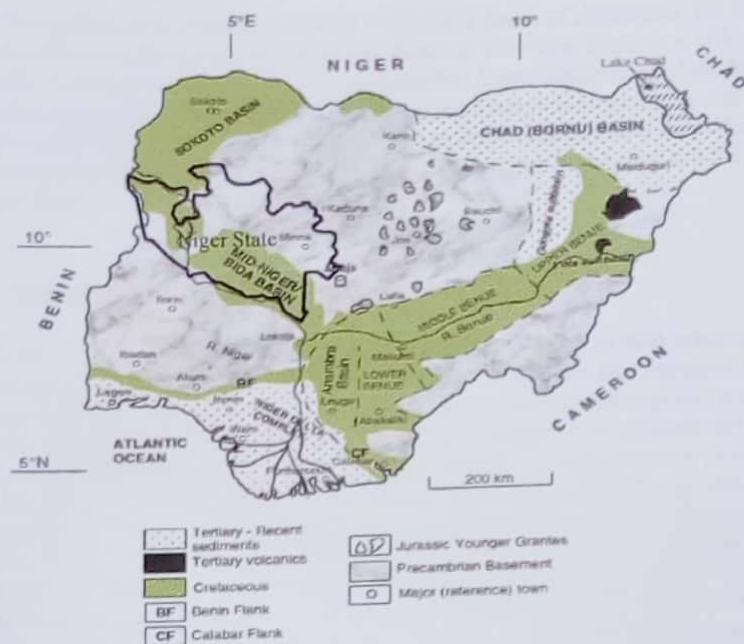 5°E
10°
NIGER
CHAD
Lake Chad
Sokoto
SOKOTO BASIN
CHAD (BORNU) BASIN
Kano
Maiduguri
Kaduna
Bauchi
10°
Niger State
Minna
Jos
UPPER BENUE
MID-NIGER/
BIDA BASIN
BENIN
Lafia
MIDDLE BENUE
R. Benue
Ilorin
Lokoja
R. Niger
Makurdi
Ibadan
Anambra
Basin
LOWER
BENUE
CAMEROON
Akure
BF
Lagos
Benin
Enugu
Abakaliki
NIGER DELTA
COMPLEX
Warri
ATLANTIC
OCEAN
CF
Calabar
5°N
200 km
Tertiary - Recent
sediments
Tertiary volcanics
Cretaceous
BF Benin Flank
CF Calabar Flank
Jurassic Younger Granites
Precambrian Basement
Major (reference) town